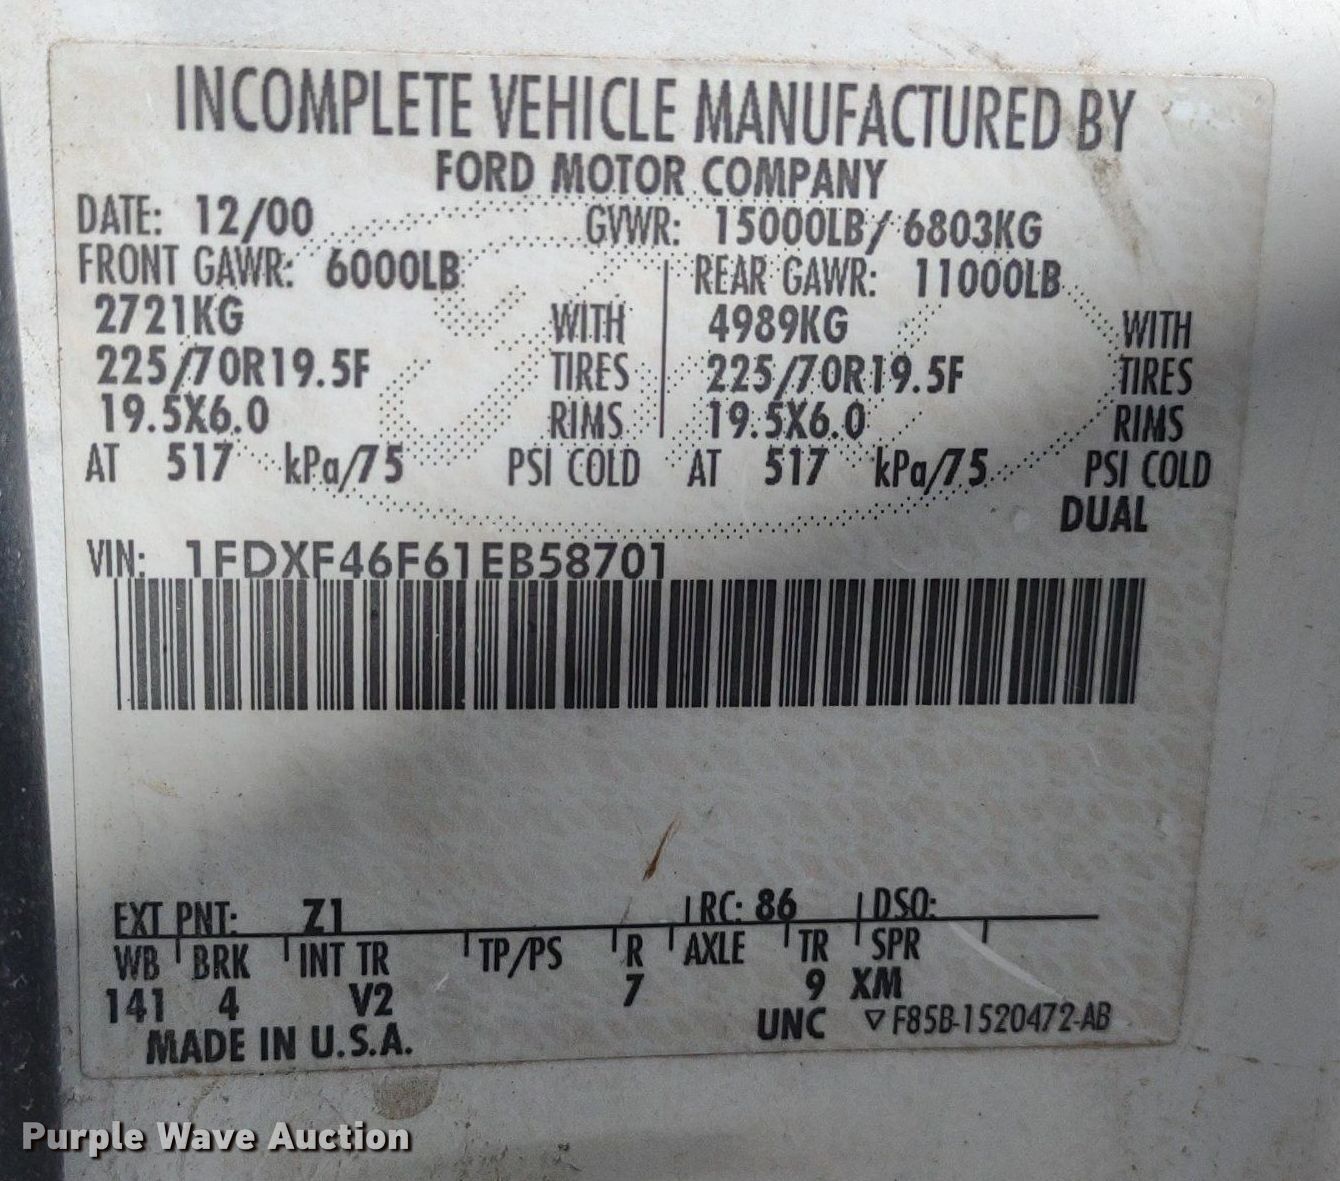 INCOMPLETE VEHICLE MANUFACTURED BY
FORD MOTOR COMPANY
DATE: 12/00 GVWR: 15000LB/ 6803KG
FRONT GAWR: 6000LB REAR GAWR: 11000LB
2721KG WITH 4989KG WITH
225/70R19.5F TIRES 225/70R19.5F TIRES
19.5X6.0 RIMS 19.5X6.0 RIMS
AT 517 kPa/75 PSI COLD AT 517 kPa/75 PSI COLD
DUAL
VIN: 1FDXF46F61EB58701
EXT PNT: Z1 RC: 86 DSO:
WB BRK INT TR TP/PS R AXLE TR SPR
141 4 V2 7 9 XM
MADE IN U.S.A. UNC F85B-1520472-AB
Purple Wave Auction